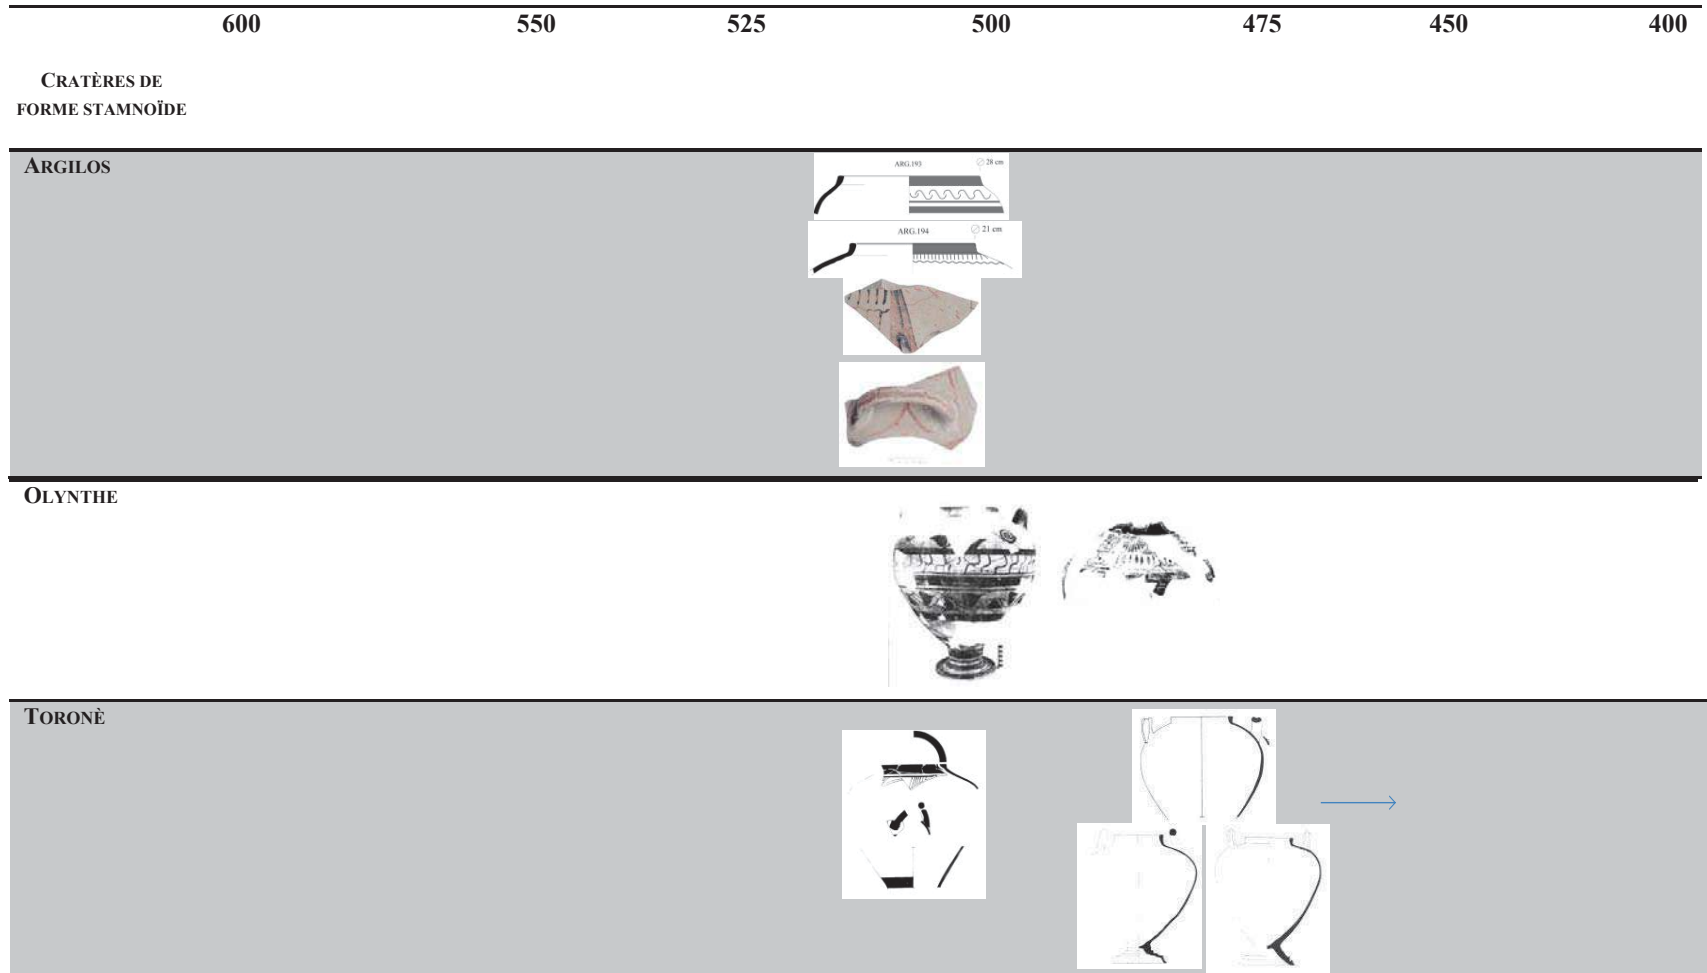 600 550 525 500 475 450 400
CRATÈRES DE
FORME STAMNOÏDE
ARGILOS
ARG.193 28 cm
ARG.194 21 cm
OLYNTHE
TORONÈ